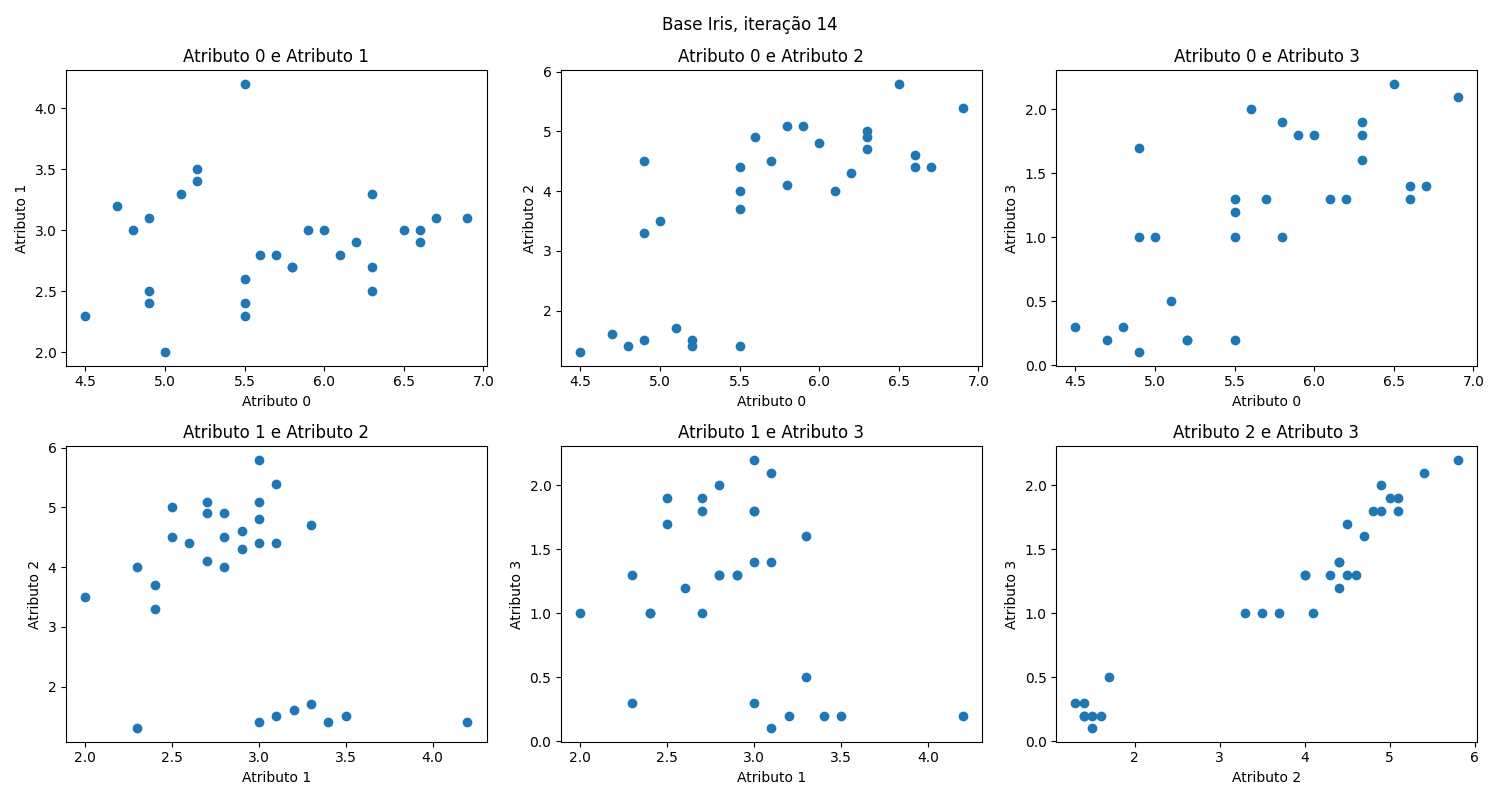 Base Iris, iteração 14
Atributo 0 e Atributo 1
Atributo 1
4.0
3.5
3.0
2.5
2.0
4.5 5.0 5.5 6.0 6.5 7.0
Atributo 0
Atributo 0 e Atributo 2
Atributo 2
6
5
4
3
2
4.5 5.0 5.5 6.0 6.5 7.0
Atributo 0
Atributo 0 e Atributo 3
Atributo 3
2.0
1.5
1.0
0.5
0.0
4.5 5.0 5.5 6.0 6.5 7.0
Atributo 0
Atributo 1 e Atributo 2
Atributo 2
6
5
4
3
2
2.0 2.5 3.0 3.5 4.0
Atributo 1
Atributo 1 e Atributo 3
Atributo 3
2.0
1.5
1.0
0.5
0.0
2.0 2.5 3.0 3.5 4.0
Atributo 1
Atributo 2 e Atributo 3
Atributo 3
2.0
1.5
1.0
0.5
0.0
2 3 4 5 6
Atributo 2